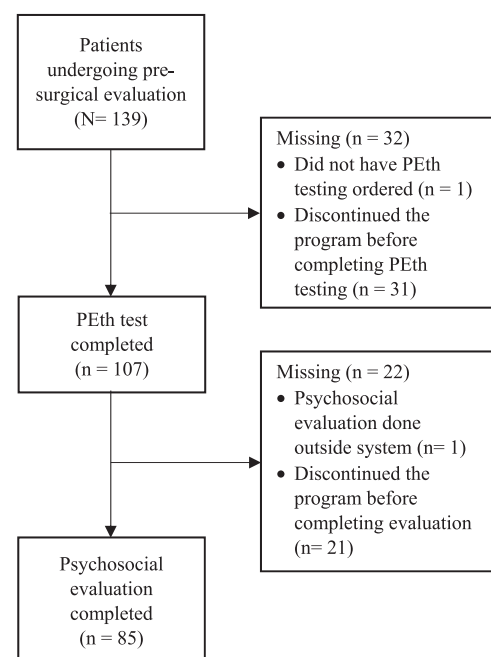 Patients
undergoing pre-
surgical evaluation
(N= 139)
Missing (n = 32)
• Did not have PEth
testing ordered (n = 1)
• Discontinued the
program before
completing PEth
testing (n = 31)
PEth test
completed
(n = 107)
Missing (n = 22)
• Psychosocial
evaluation done
outside system (n= 1)
• Discontinued the
program before
completing evaluation
(n= 21)
Psychosocial
evaluation
completed
(n = 85)